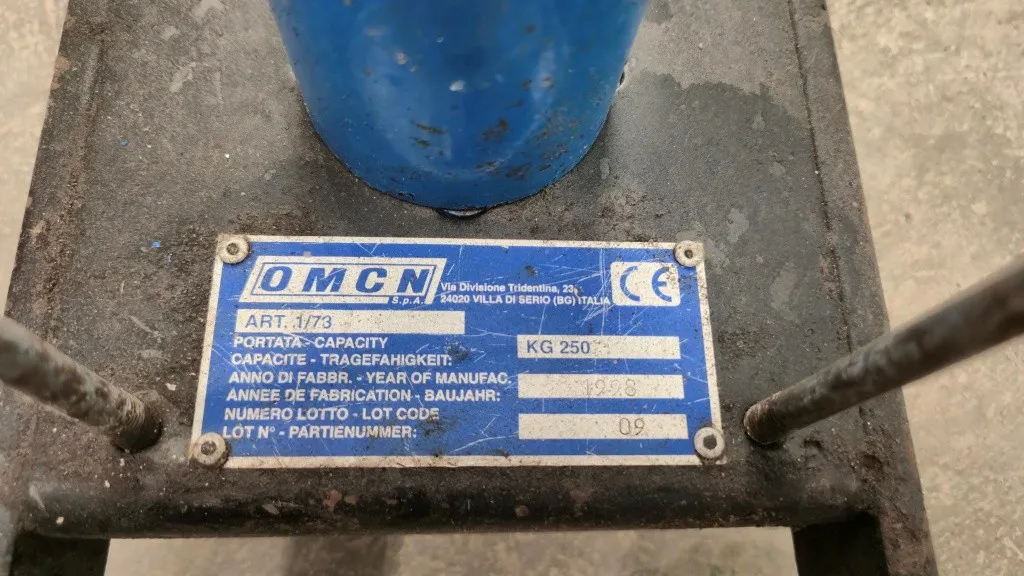 OMCN
S.p.A.
Via Divisione Tridentina, 23
24020 VILLA DI SERIO (BG) ITALIA
CE
ART. 1/73
PORTATA - CAPACITY
CAPACITE - TRAGEFAHIGKEIT:
KG 250
ANNO DI FABBR. - YEAR OF MANUFAC.
ANNEE DE FABRICATION - BAUJAHR:
1998
NUMERO LOTTO - LOT CODE
LOT N° - PARTIENUMMER:
09